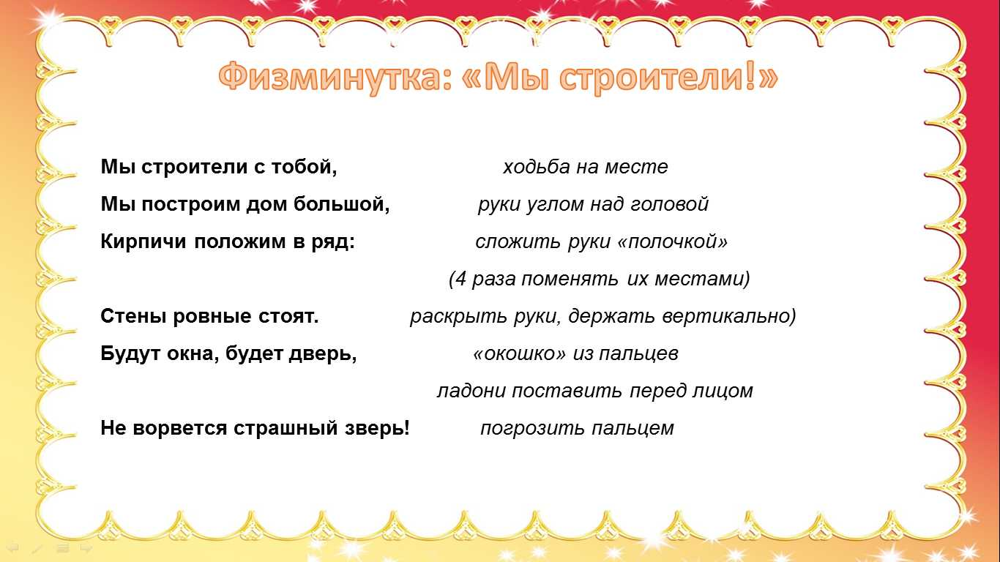 Физминутка: «Мы строители!»
Мы строители с тобой, ходьба на месте
Мы построим дом большой, руки углом над головой
Кирпичи положим в ряд: сложить руки «полочкой»
(4 раза поменять их местами)
Стены ровные стоят. раскрыть руки, держать вертикально)
Будут окна, будет дверь, «окошко» из пальцев
ладони поставить перед лицом
Не ворвется страшный зверь! погрозить пальцем